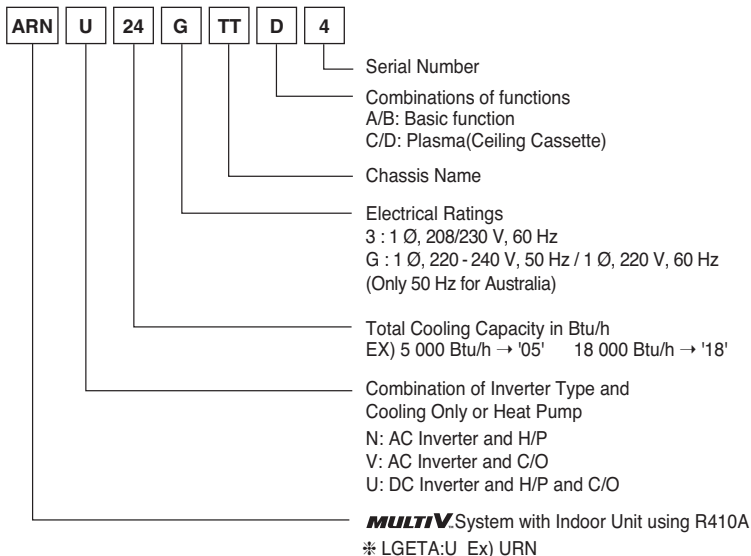 ARN U 24 G TT D 4
Serial Number
Combinations of functions
A/B: Basic function
C/D: Plasma(Ceiling Cassette)
Chassis Name
Electrical Ratings
3 : 1 Ø, 208/230 V, 60 Hz
G : 1 Ø, 220 - 240 V, 50 Hz / 1 Ø, 220 V, 60 Hz
(Only 50 Hz for Australia)
Total Cooling Capacity in Btu/h
EX) 5 000 Btu/h ➝ '05' 18 000 Btu/h ➝ '18'
Combination of Inverter Type and
Cooling Only or Heat Pump
N: AC Inverter and H/P
V: AC Inverter and C/O
U: DC Inverter and H/P and C/O
MULTI V. System with Indoor Unit using R410A
❈ LGETA:U Ex) URN